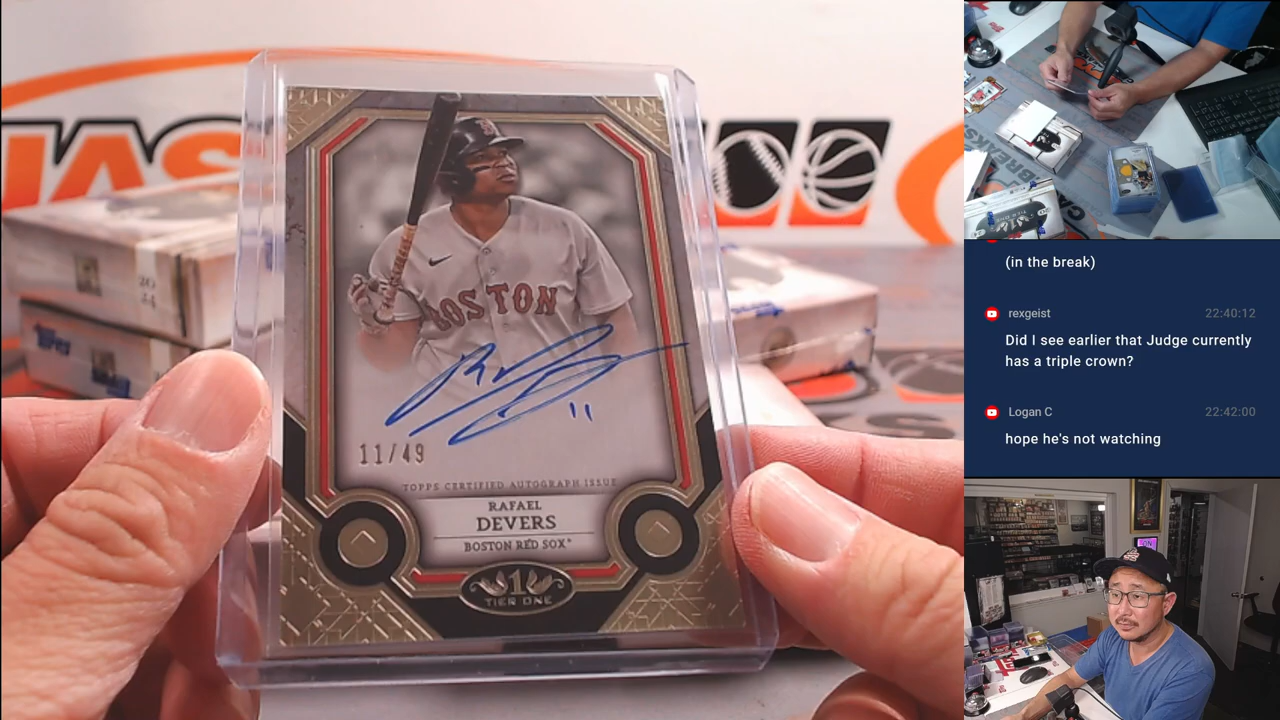 BOSTON
11
11/49
TOPPS CERTIFIED AUTOGRAPH ISSUE
RAFAEL
DEVERS
BOSTON RED SOX
1
TIER ONE
(in the break)
rexgeist 22:40:12
Did I see earlier that Judge currently
has a triple crown?
Logan C 22:42:00
hope he's not watching